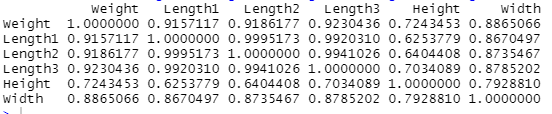 Weight Length1 Length2 Length3 Height Width
Weight 1.0000000 0.9157117 0.9186177 0.9230436 0.7243453 0.8865066
Length1 0.9157117 1.0000000 0.9995173 0.9920310 0.6253779 0.8670497
Length2 0.9186177 0.9995173 1.0000000 0.9941026 0.6404408 0.8735467
Length3 0.9230436 0.9920310 0.9941026 1.0000000 0.7034089 0.8785202
Height 0.7243453 0.6253779 0.6404408 0.7034089 1.0000000 0.7928810
Width 0.8865066 0.8670497 0.8735467 0.8785202 0.7928810 1.0000000